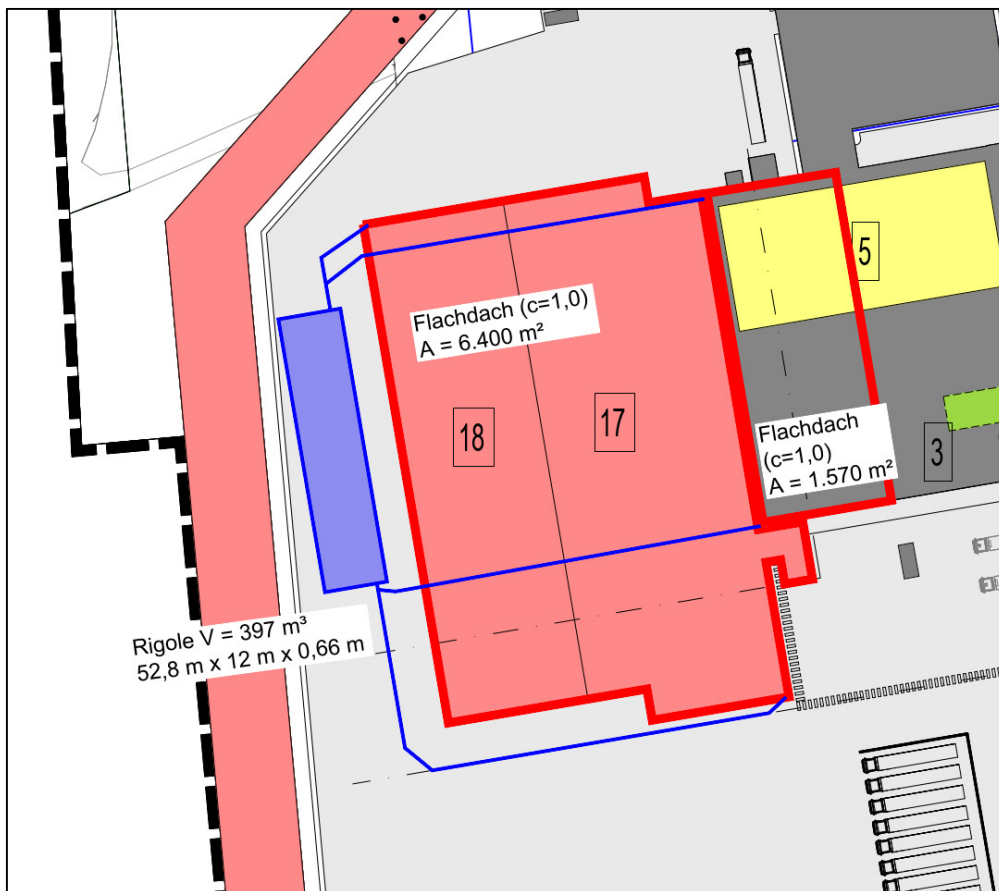 5
Flachdach (c=1,0)
A = 6.400 m²
18
17
Flachdach
(c=1,0)
A = 1.570 m²
3
Rigole V = 397 m³
52,8 m x 12 m x 0,66 m